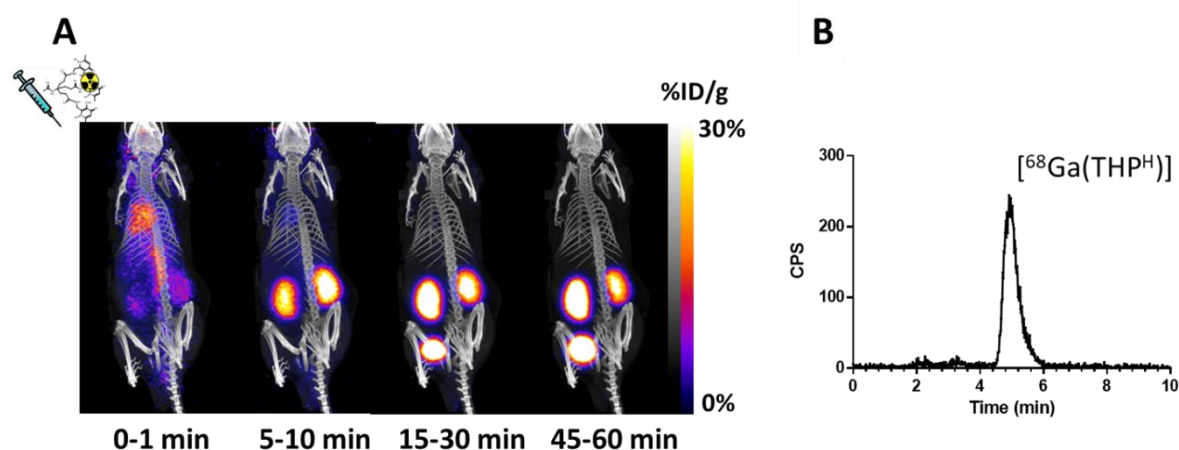 A
B
%ID/g
30%
0%
0-1 min
5-10 min
15-30 min
45-60 min
[⁶⁸Ga(THPᴴ)]
300
200
100
0
CPS
0 2 4 6 8 10
Time (min)